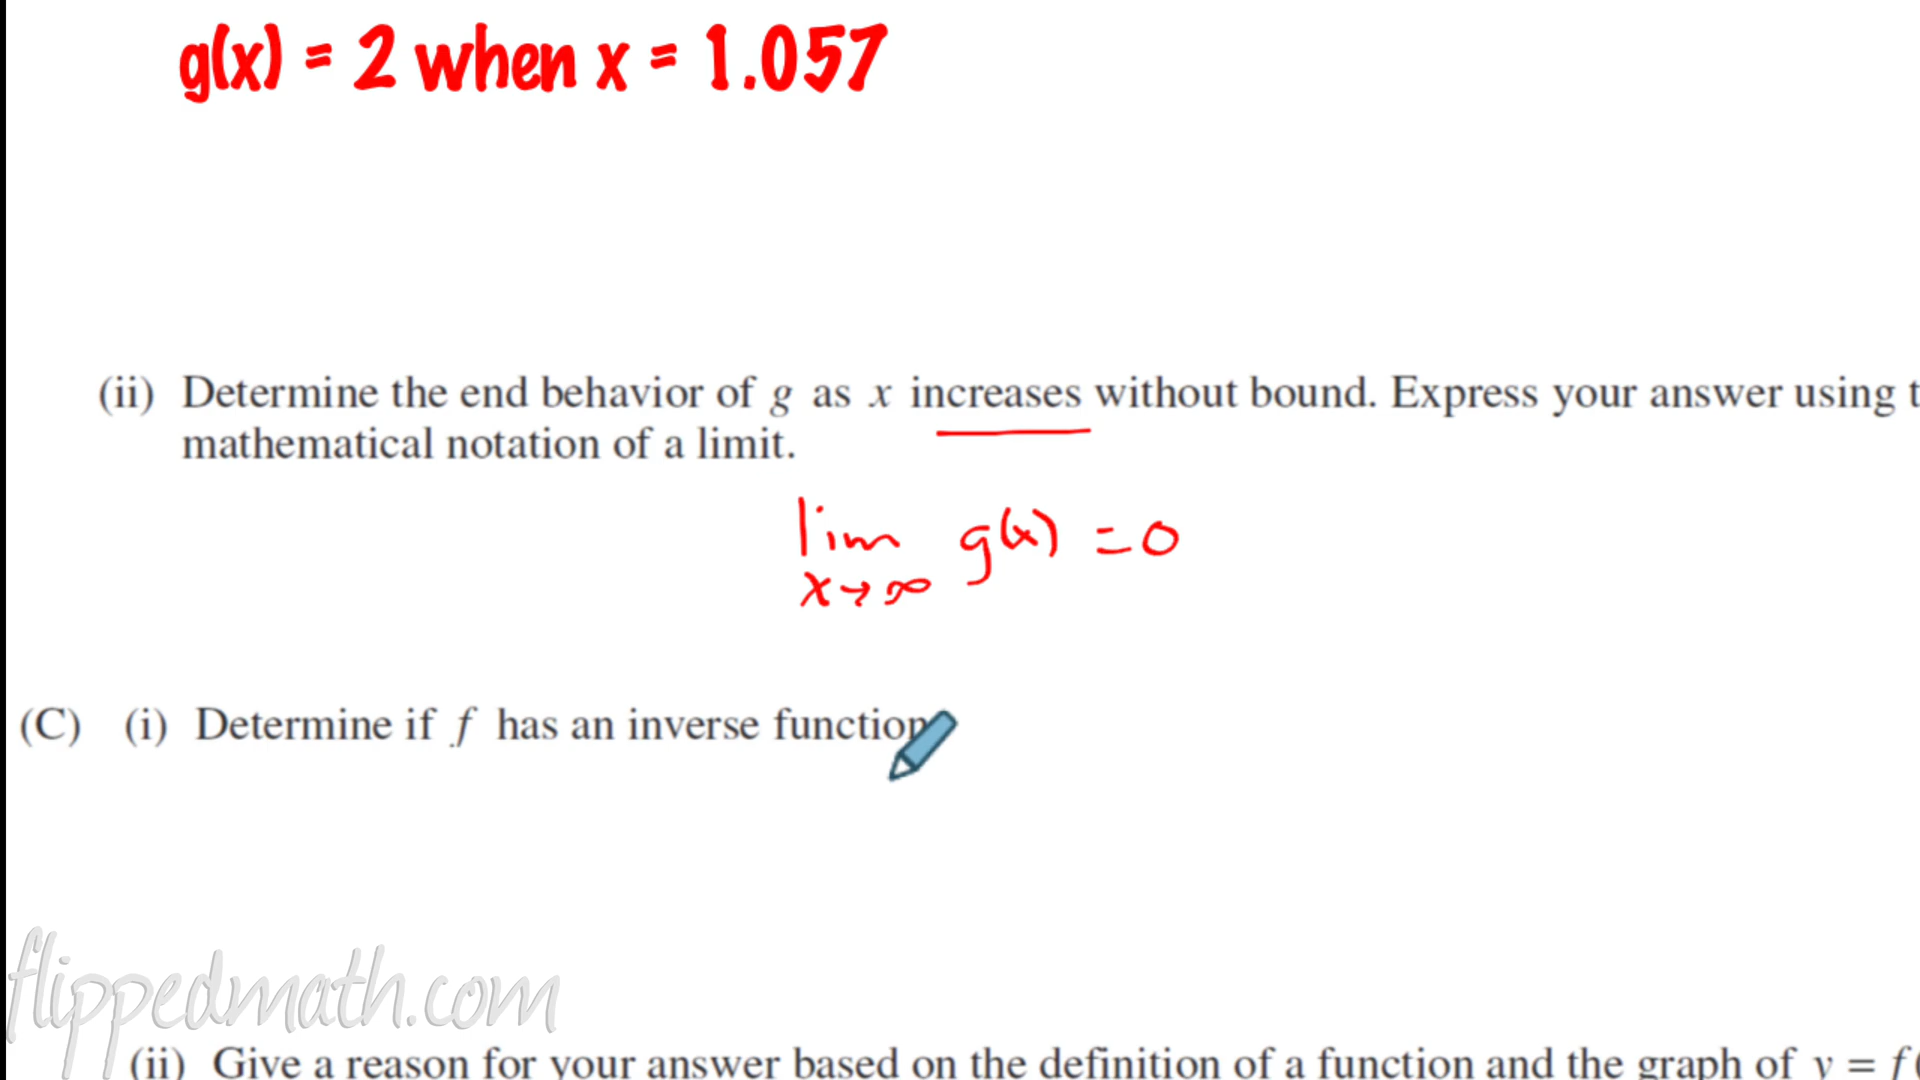 g(x) = 2 when x = 1.057
(ii) Determine the end behavior of g as x increases without bound. Express your answer using t
mathematical notation of a limit.
lim g(x) = 0
x→∞
(C) (i) Determine if f has an inverse function
flippedmath.com
(ii) Give a reason for your answer based on the definition of a function and the graph of y = f(